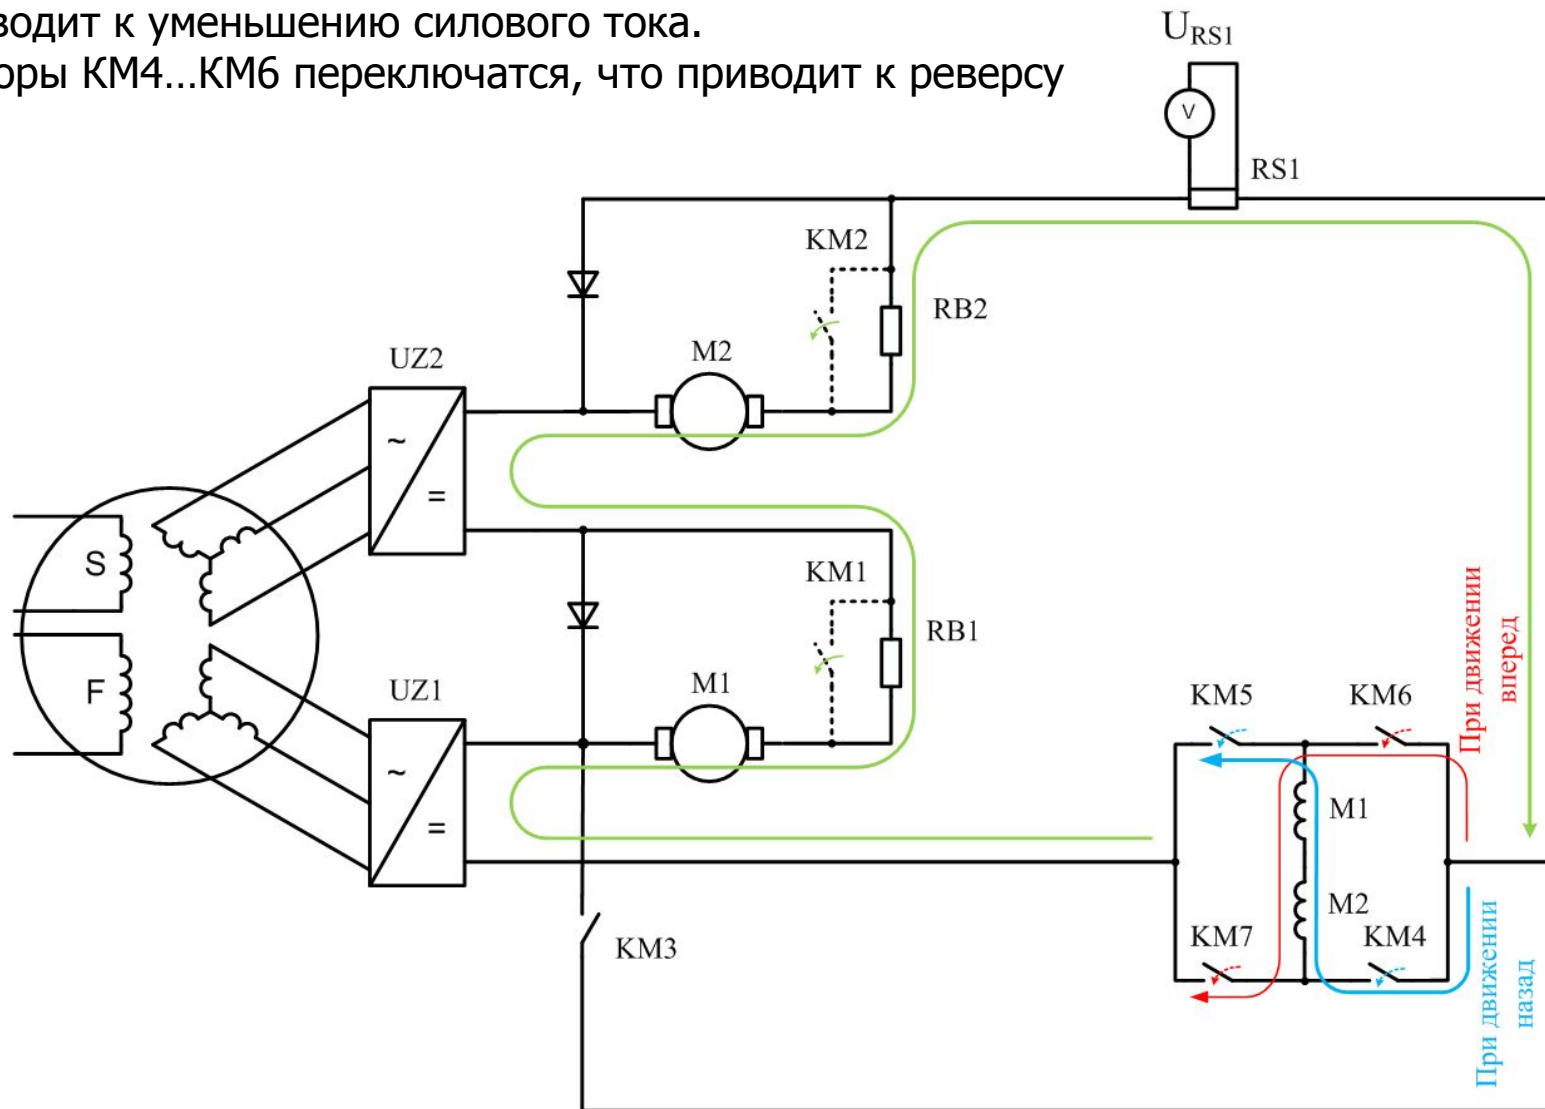 водит к уменьшению силового тока.
оры КМ4...КМ6 переключатся, что приводит к реверсу
U_RS1
V
RS1
KM2
RB2
M2
UZ2
~
=
S
KM1
RB1
F
M1
UZ1
~
=
KM5
KM6
При движении
вперед
M1
M2
KM7
KM4
KM3
При движении
назад